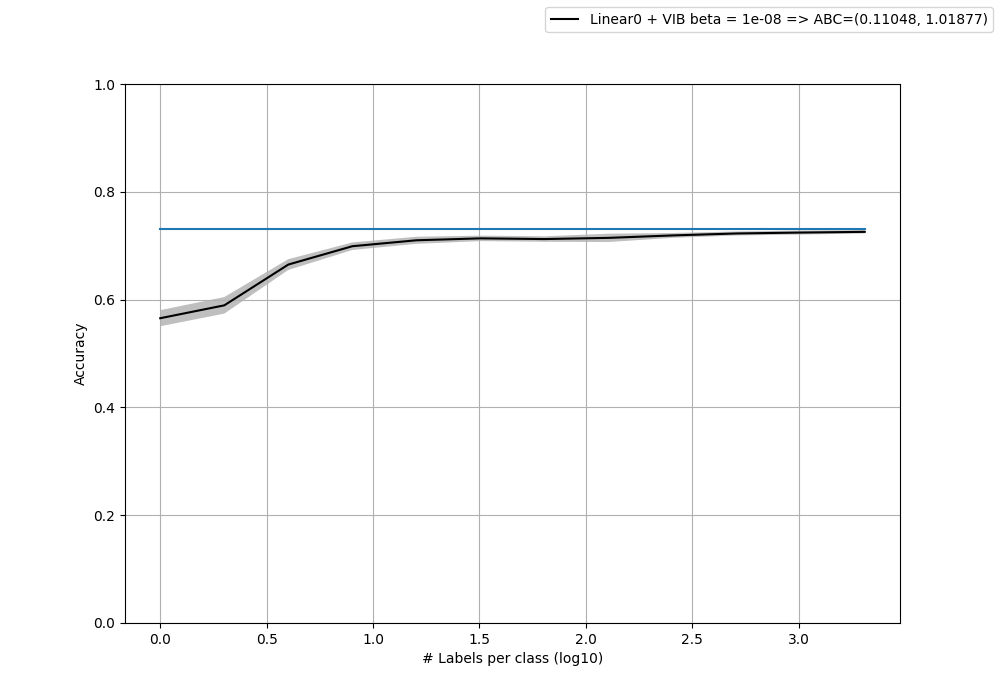 Linear0 + VIB beta = 1e-08 => ABC=(0.11048, 1.01877)
1.0
0.8
0.6
0.4
0.2
0.0
Accuracy
0.0 0.5 1.0 1.5 2.0 2.5 3.0
# Labels per class (log10)